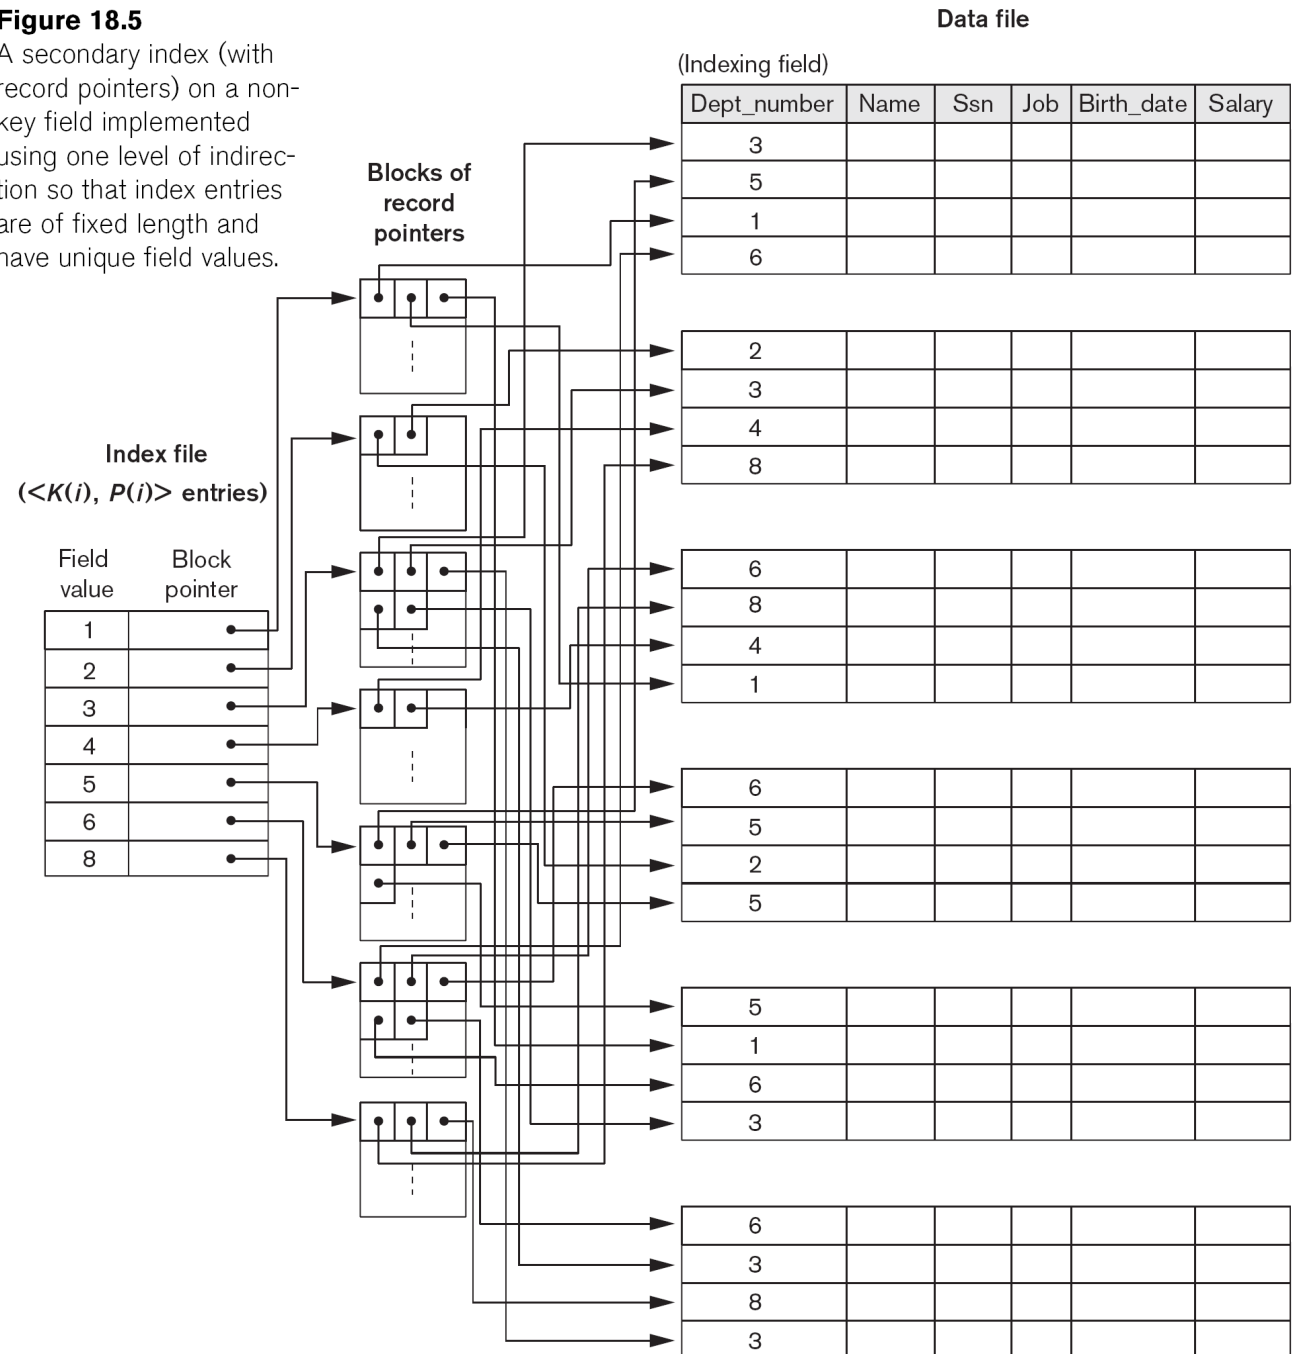 Figure 18.5
A secondary index (with
record pointers) on a non-
key field implemented
using one level of indirec-
tion so that index entries
are of fixed length and
have unique field values.
Data file
(Indexing field)
Dept_number Name Ssn Job Birth_date Salary
3
5
1
6
2
3
4
8
6
8
4
1
6
5
2
5
5
1
6
3
6
3
8
3
Blocks of
record
pointers
Index file
(<K(i), P(i)> entries)
Field value
Block pointer
1
2
3
4
5
6
8